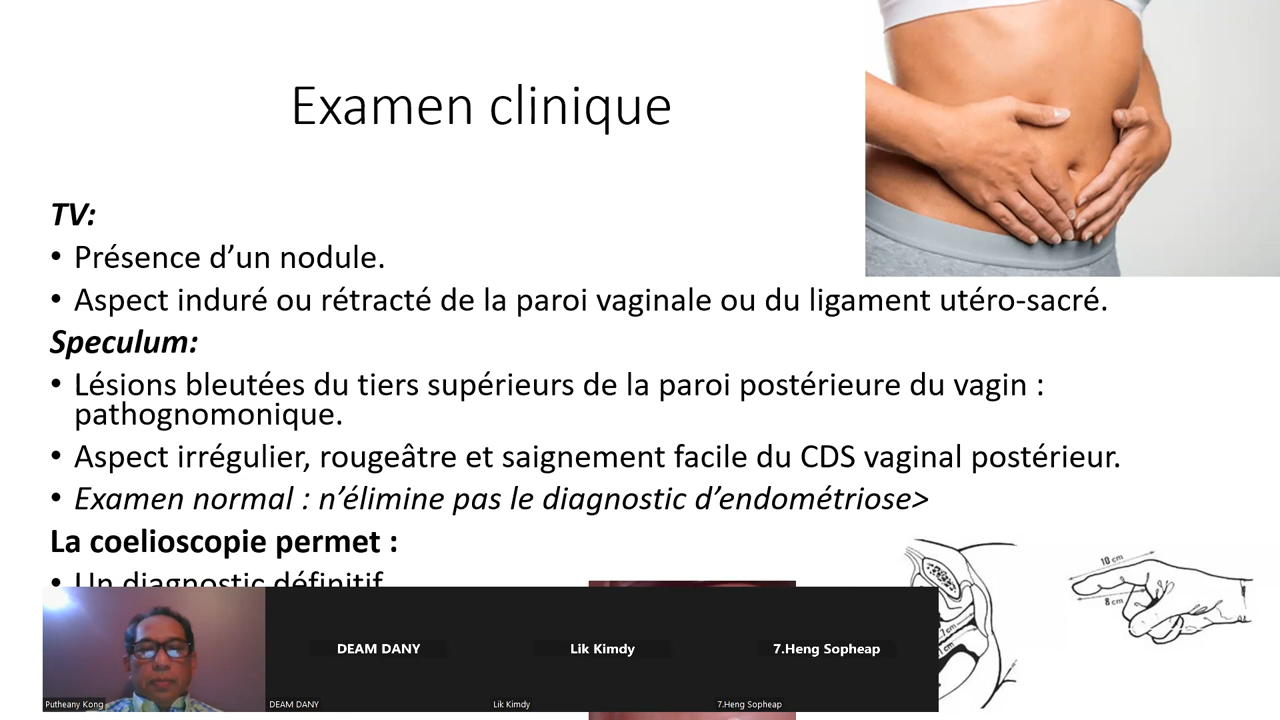 Examen clinique
TV:
• Présence d’un nodule.
• Aspect induré ou rétracté de la paroi vaginale ou du ligament utéro-sacré.
Speculum:
• Lésions bleutées du tiers supérieurs de la paroi postérieure du vagin :
pathognomonique.
• Aspect irrégulier, rougeâtre et saignement facile du CDS vaginal postérieur.
• Examen normal : n’élimine pas le diagnostic d’endométriose>
La coelioscopie permet :
• Un diagnostic définitif
10 cm
8 cm
DEAM DANY
Lik Kimdy
7.Heng Sopheap
Putheany Kong
DEAM DANY
Lik Kimdy
7.Heng Sopheap